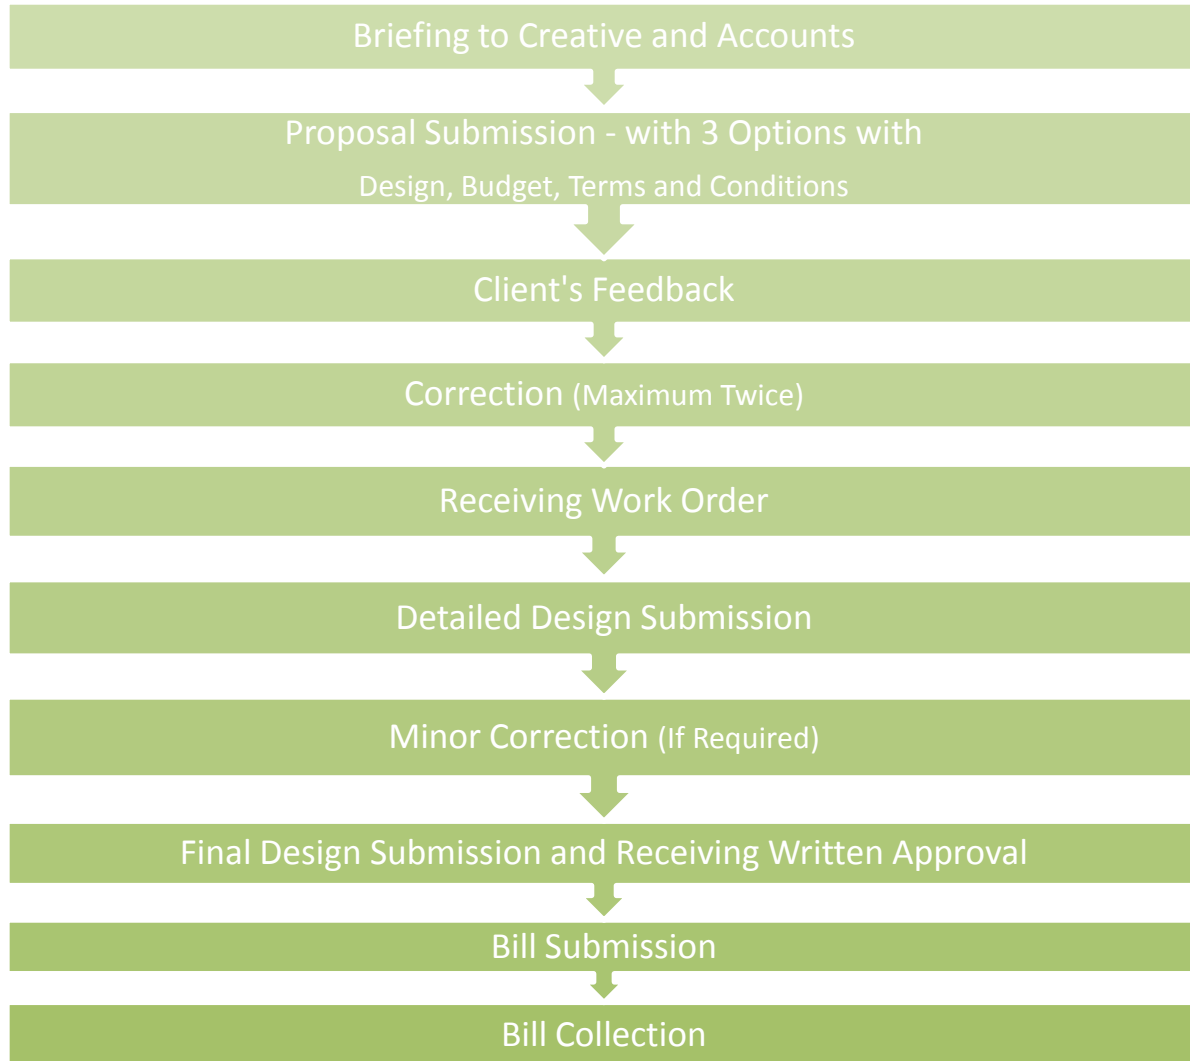 Briefing to Creative and Accounts
Proposal Submission - with 3 Options with
Design, Budget, Terms and Conditions
Client's Feedback
Correction (Maximum Twice)
Receiving Work Order
Detailed Design Submission
Minor Correction (If Required)
Final Design Submission and Receiving Written Approval
Bill Submission
Bill Collection